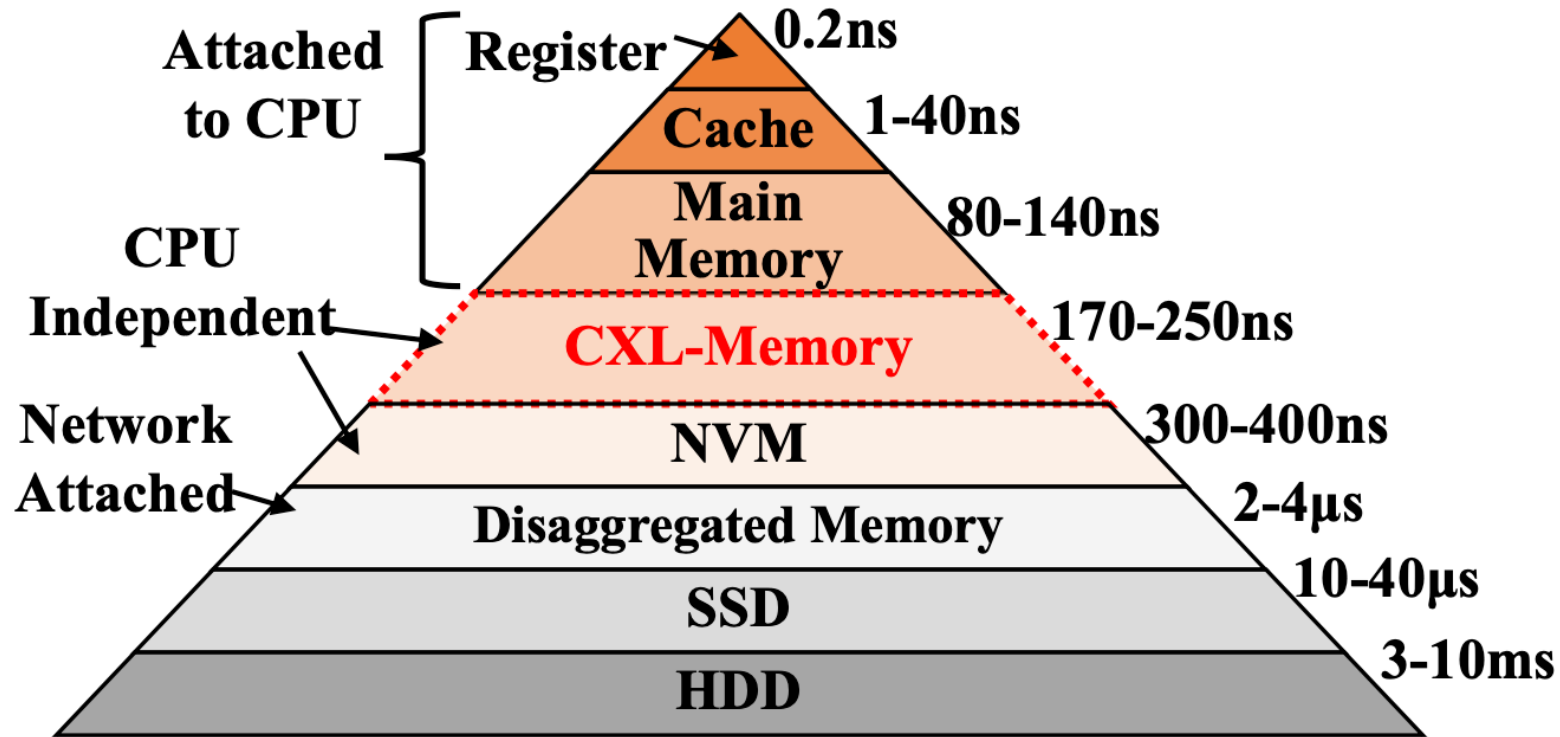 Attached
to CPU
Register
0.2ns
Cache
1-40ns
Main
Memory
80-140ns
CPU
Independent
CXL-Memory
170-250ns
Network
Attached
NVM
300-400ns
Disaggregated Memory
2-4μs
SSD
10-40μs
HDD
3-10ms